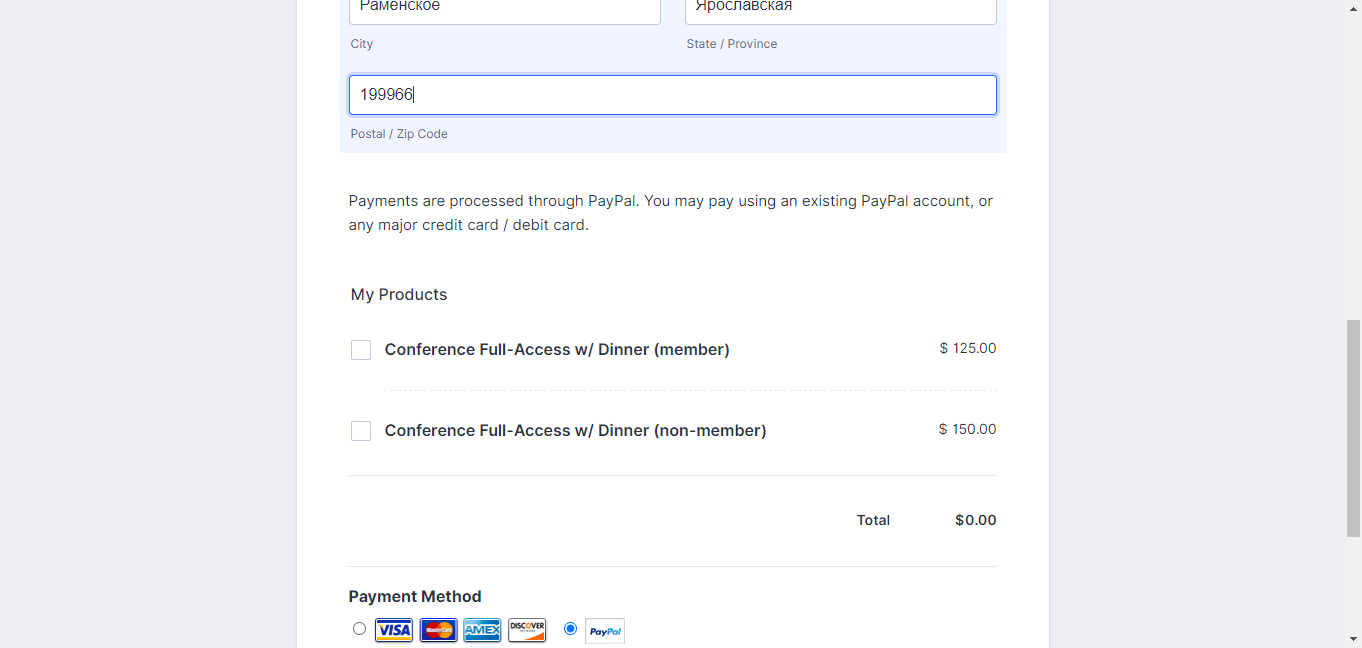 Раменское Ярославская
City State / Province
199966
Postal / Zip Code
Payments are processed through PayPal. You may pay using an existing PayPal account, or
any major credit card / debit card.
My Products
Conference Full-Access w/ Dinner (member) $ 125.00
Conference Full-Access w/ Dinner (non-member) $ 150.00
Total $0.00
Payment Method
VISA MasterCard AMEX DISCOVER PayPal